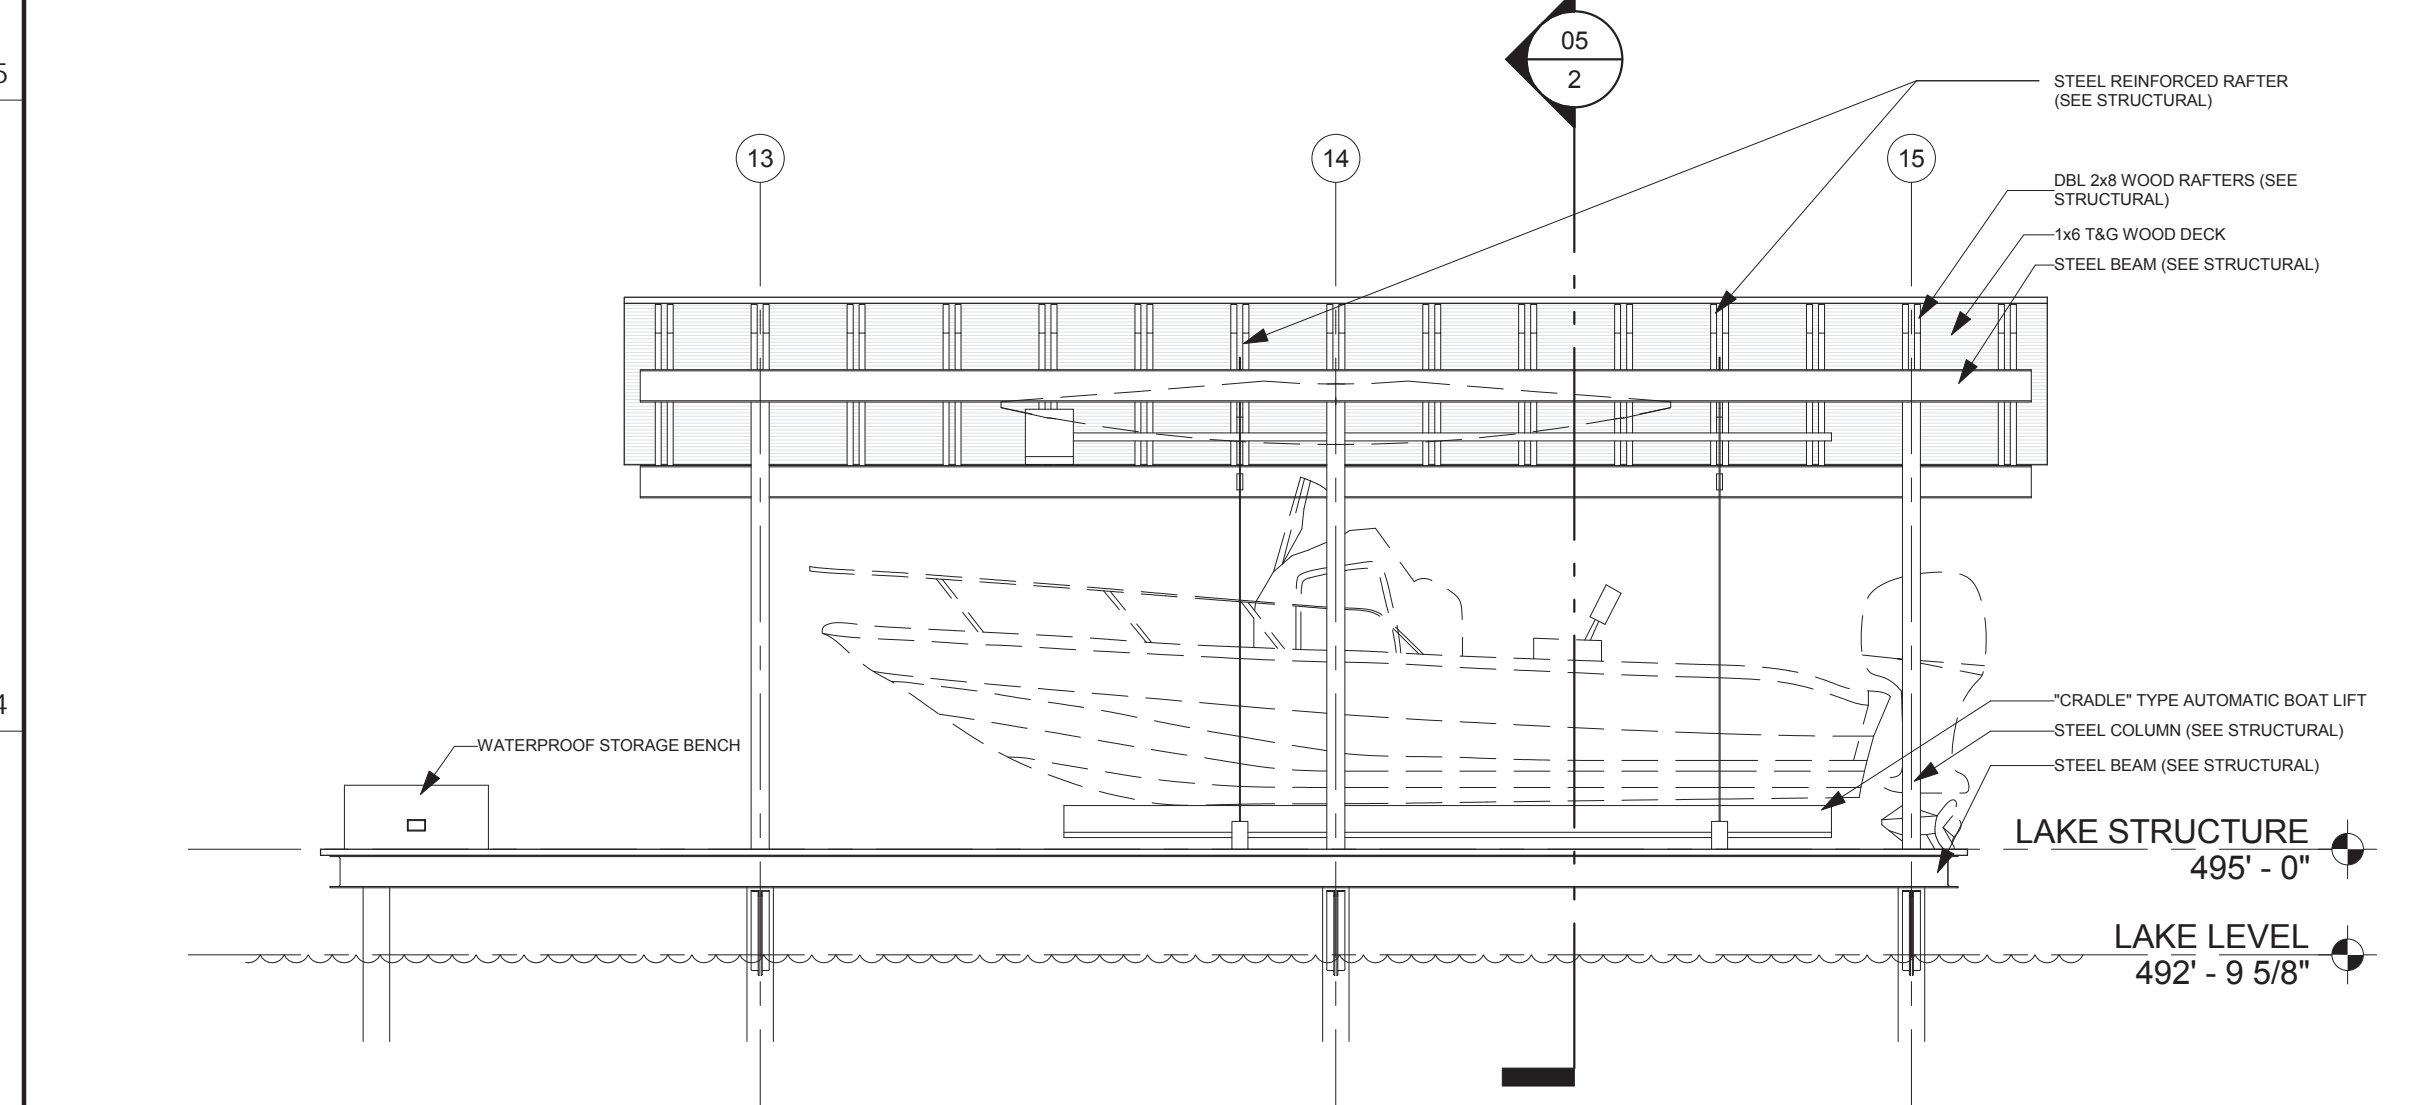 5
05
2
STEEL REINFORCED RAFTER
(SEE STRUCTURAL)
13
14
15
DBL 2x8 WOOD RAFTERS (SEE
STRUCTURAL)
1x6 T&G WOOD DECK
STEEL BEAM (SEE STRUCTURAL)
4
"CRADLE" TYPE AUTOMATIC BOAT LIFT
STEEL COLUMN (SEE STRUCTURAL)
WATERPROOF STORAGE BENCH
STEEL BEAM (SEE STRUCTURAL)
LAKE STRUCTURE
495' - 0"
LAKE LEVEL
492' - 9 5/8"